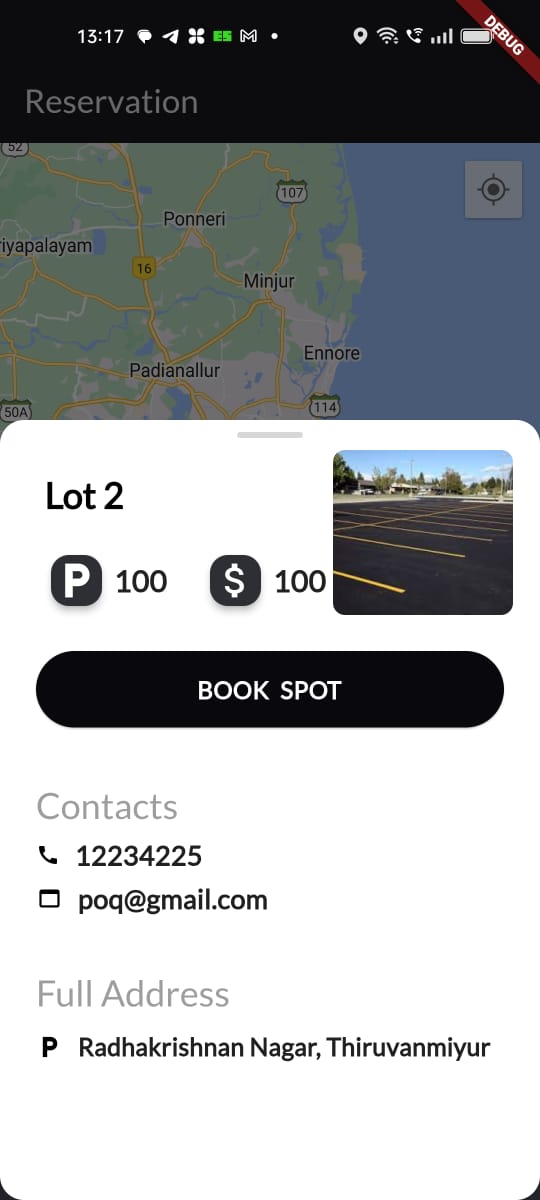 13:17
DEBUG
Reservation
52
107
Ponneri
riyapalayam
16
Minjur
Ennore
Padianallur
50A
114
Lot 2
P 100 $ 100
BOOK SPOT
Contacts
12234225
poq@gmail.com
Full Address
P Radhakrishnan Nagar, Thiruvanmiyur